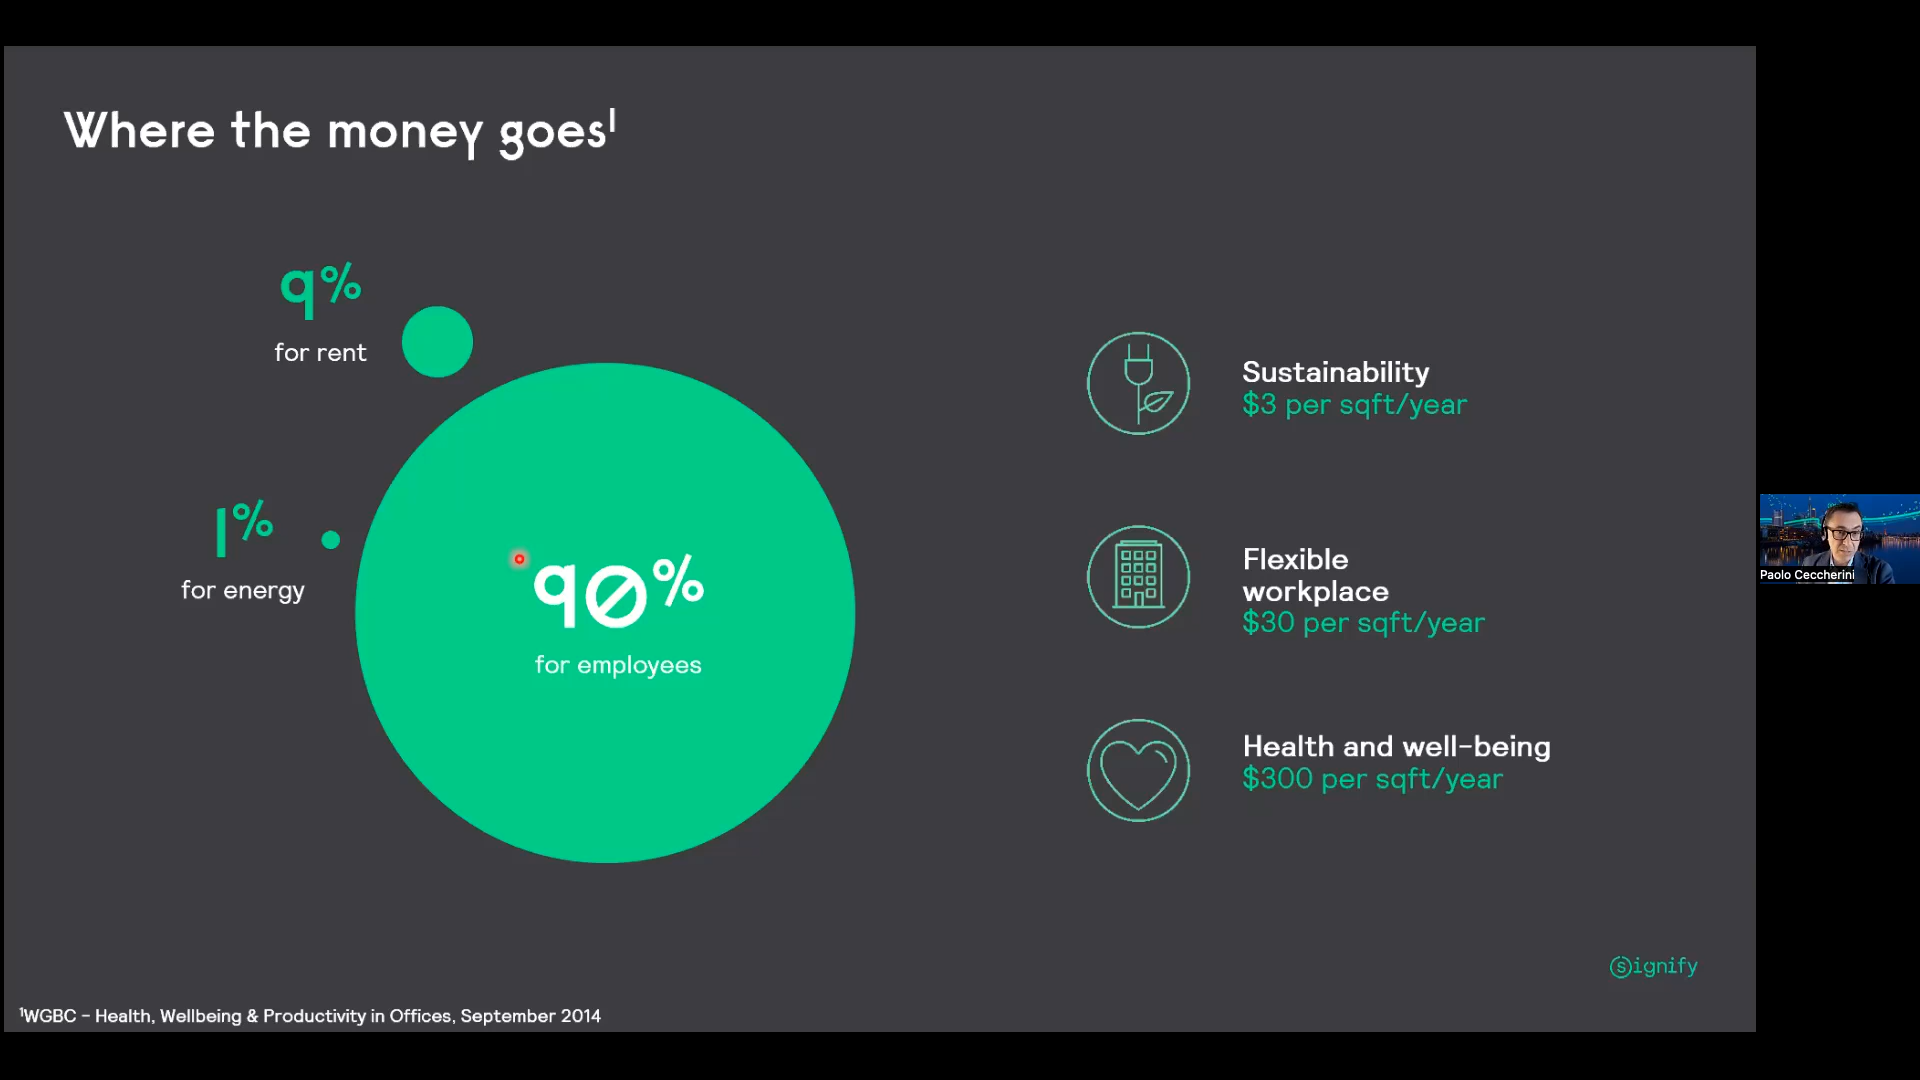 Where the money goes¹
9%
for rent
1%
for energy
90%
for employees
Sustainability
$3 per sqft/year
Flexible
workplace
$30 per sqft/year
Health and well-being
$300 per sqft/year
Signify
¹WGBC - Health, Wellbeing & Productivity in Offices, September 2014
Paolo Ceccherini